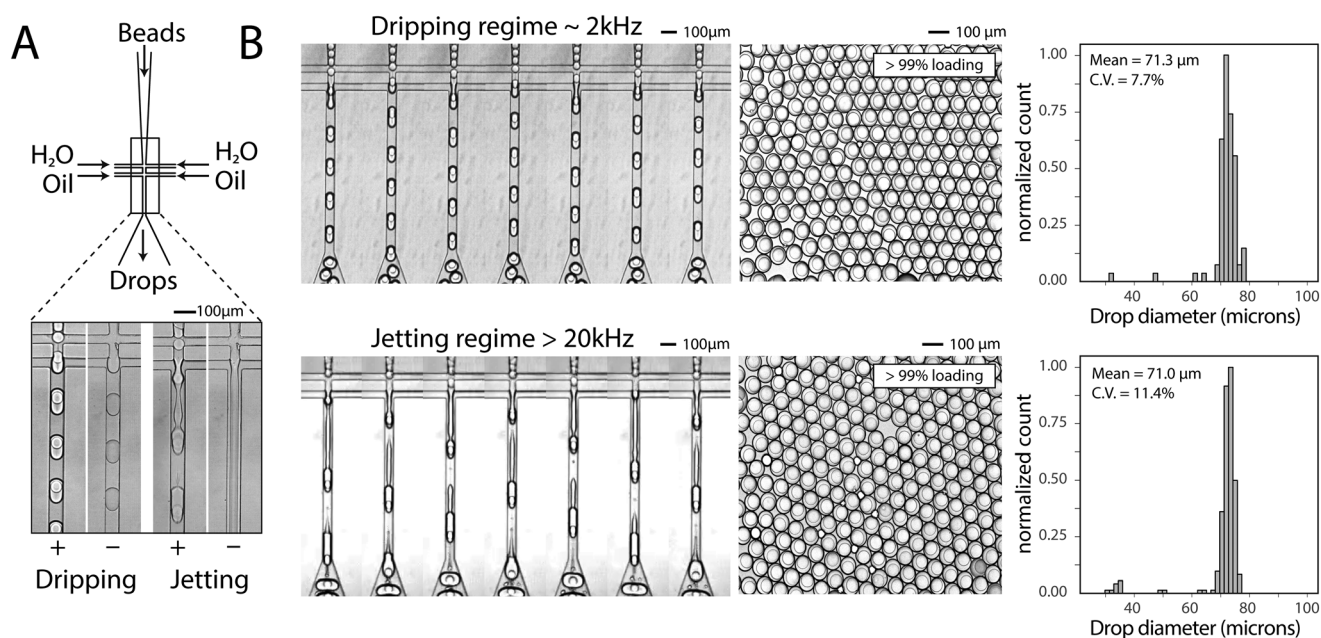 A
Beads
H₂O
H₂O
Oil
Oil
Drops
100μm
+
−
+
−
Dripping
Jetting
B
Dripping regime ~ 2kHz
100μm
100 μm
> 99% loading
Mean = 71.3 μm
C.V. = 7.7%
normalized count
1.00
0.75
0.50
0.25
0.00
40
60
80
100
Drop diameter (microns)
Jetting regime > 20kHz
100μm
100 μm
> 99% loading
Mean = 71.0 μm
C.V. = 11.4%
normalized count
1.00
0.75
0.50
0.25
0.00
40
60
80
100
Drop diameter (microns)